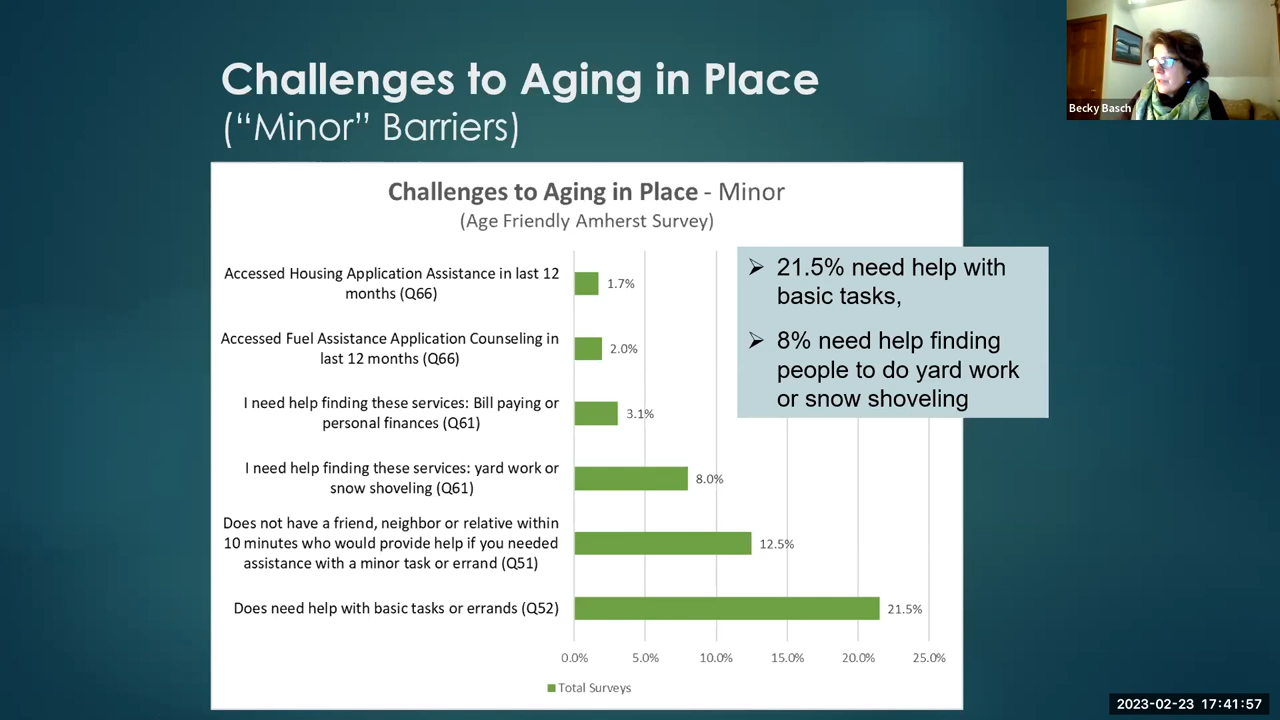 Challenges to Aging in Place
(“Minor” Barriers)
Becky Basch
Challenges to Aging in Place - Minor
(Age Friendly Amherst Survey)
Accessed Housing Application Assistance in last 12
months (Q66)
1.7%
Accessed Fuel Assistance Application Counseling in
last 12 months (Q66)
2.0%
I need help finding these services: Bill paying or
personal finances (Q61)
3.1%
I need help finding these services: yard work or
snow shoveling (Q61)
8.0%
Does not have a friend, neighbor or relative within
10 minutes who would provide help if you needed
assistance with a minor task or errand (Q51)
12.5%
Does need help with basic tasks or errands (Q52)
21.5%
0.0% 5.0% 10.0% 15.0% 20.0% 25.0%
Total Surveys
➢ 21.5% need help with
basic tasks,
➢ 8% need help finding
people to do yard work
or snow shoveling
2023-02-23 17:41:57